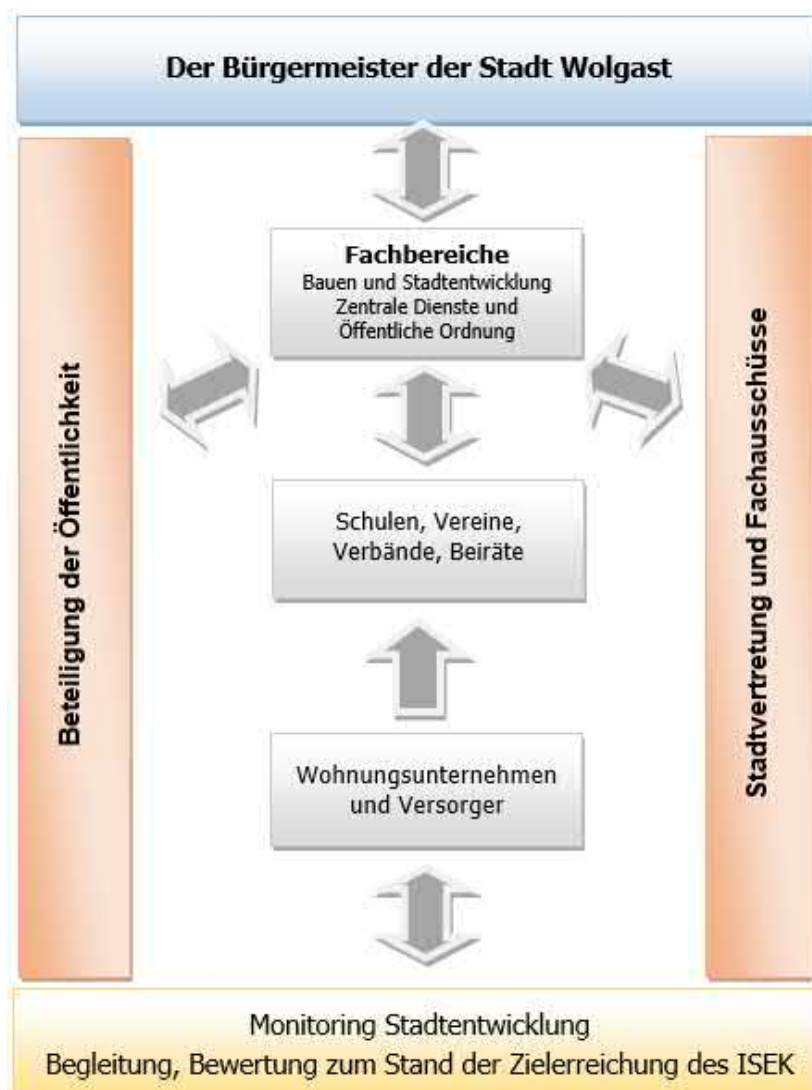 Der Bürgermeister der Stadt Wolgast
Beteiligung der Öffentlichkeit
Fachbereiche
Bauen und Stadtentwicklung
Zentrale Dienste und
Öffentliche Ordnung
Schulen, Vereine,
Verbände, Beiräte
Wohnungsunternehmen
und Versorger
Stadtvertretung und Fachausschüsse
Monitoring Stadtentwicklung
Begleitung, Bewertung zum Stand der Zielerreichung des ISEK